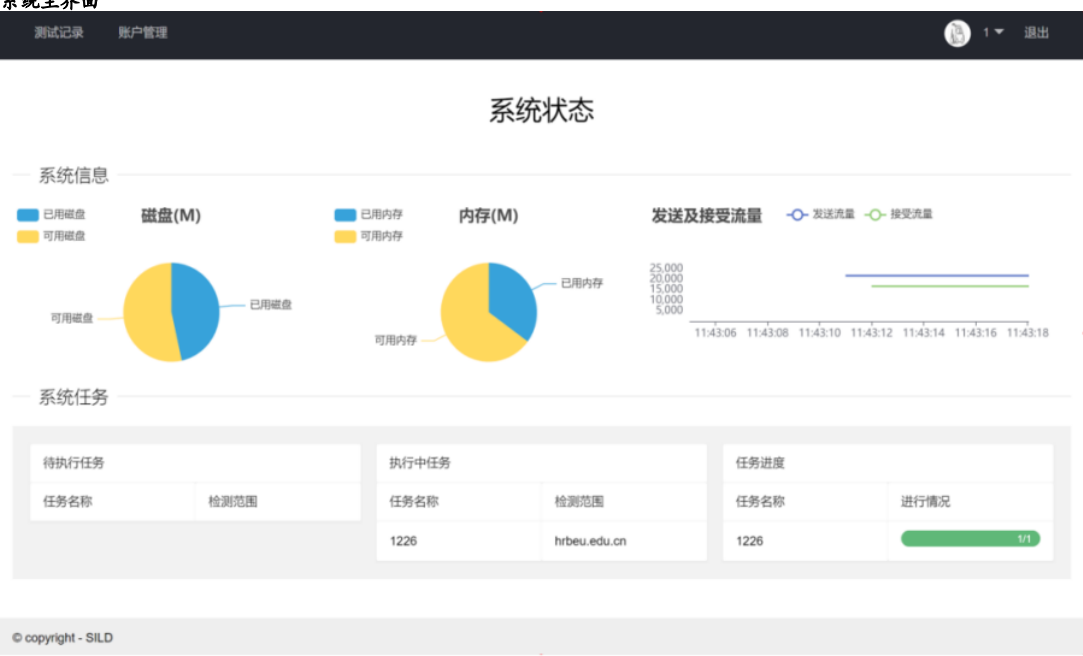 系统主界面
测试记录 账户管理 1 退出
系统状态
系统信息
已用磁盘 磁盘(M) 已用内存 内存(M) 发送及接受流量 发送流量 接受流量
可用磁盘 可用内存
25,000
20,000
15,000
10,000
5,000
已用内存
已用磁盘
可用磁盘
可用内存
11:43:06 11:43:08 11:43:10 11:43:12 11:43:14 11:43:16 11:43:18
系统任务
待执行任务 执行中任务 任务进度
任务名称 检测范围 任务名称 检测范围 任务名称 进行情况
1226 hrbeu.edu.cn 1226 1/1
© copyright - SILD